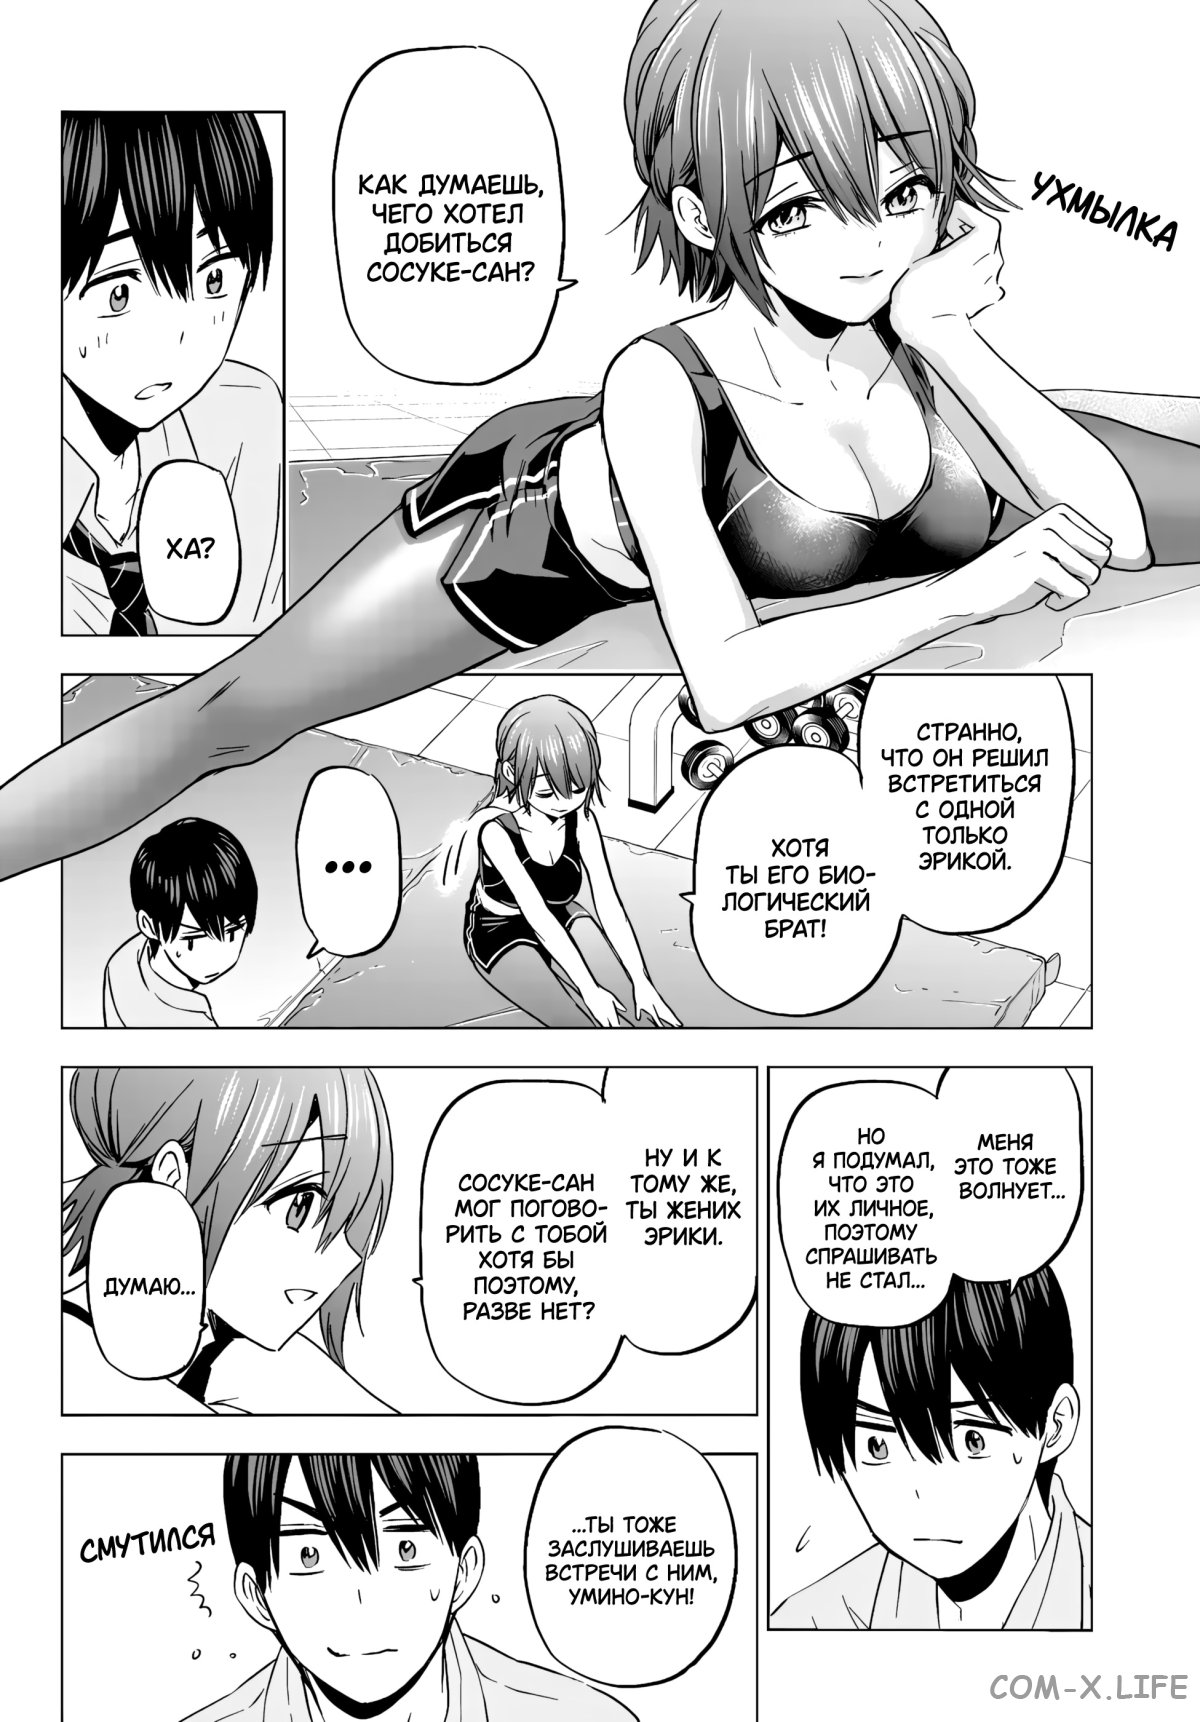 УХМЫЛКА
КАК ДУМАЕШЬ,
ЧЕГО ХОТЕЛ
ДОБИТЬСЯ
СОСУКЕ-САН?
ХА?
СТРАННО,
ЧТО ОН РЕШИЛ
ВСТРЕТИТЬСЯ
С ОДНОЙ
ТОЛЬКО
ЭРИКОЙ.
ХОТЯ
ТЫ ЕГО БИО-
ЛОГИЧЕСКИЙ
БРАТ!
...
МЕНЯ
ЭТО ТОЖЕ
ВОЛНУЕТ...
НО
Я ПОДУМАЛ,
ЧТО ЭТО
ИХ ЛИЧНОЕ,
ПОЭТОМУ
СПРАШИВАТЬ
НЕ СТАЛ...
НУ И К
ТОМУ ЖЕ,
ТЫ ЖЕНИХ
ЭРИКИ.
СОСУКЕ-САН
МОГ ПОГОВО-
РИТЬ С ТОБОЙ
ХОТЯ БЫ
ПОЭТОМУ,
РАЗВЕ НЕТ?
ДУМАЮ...
...ТЫ ТОЖЕ
ЗАСЛУШИВАЕШЬ
ВСТРЕЧИ С НИМ,
УМИНО-КУН!
СМУТИЛСЯ
COM-X.LIFE